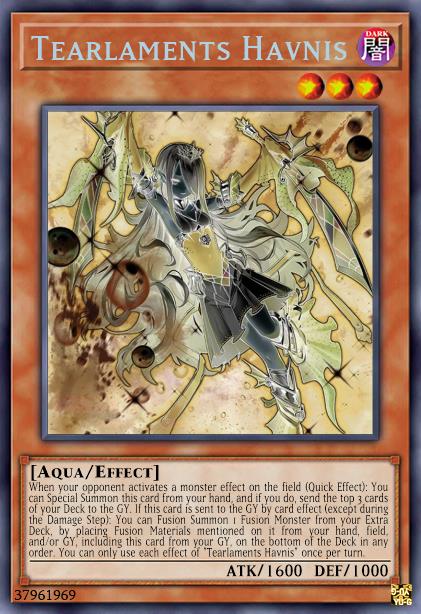 TEARLAMENTS HAVNIS
DARK
闇
[AQUA/EFFECT]
When your opponent activates a monster effect on the field (Quick Effect): You
can Special Summon this card from your hand, and if you do, send the top 3 cards
of your Deck to the GY. If this card is sent to the GY by card effect (except during
the Damage Step): You can Fusion Summon 1 Fusion Monster from your Extra
Deck, by placing Fusion Materials mentioned on it from your hand, field,
and/or GY, including this card from your GY, on the bottom of the Deck in any
order. You can only use each effect of "Tearlaments Havnis" once per turn.
ATK/1600 DEF/1000
37961969